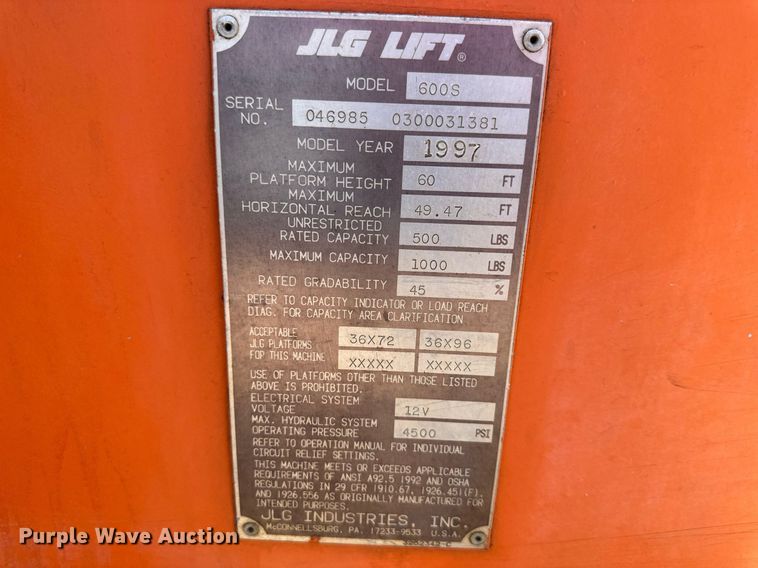 JLG LIFT®
MODEL 600S
SERIAL NO. 046985 0300031381
MODEL YEAR 1997
MAXIMUM
PLATFORM HEIGHT 60 FT
MAXIMUM
HORIZONTAL REACH 49.47 FT
UNRESTRICTED
RATED CAPACITY 500 LBS
MAXIMUM CAPACITY 1000 LBS
RATED GRADABILITY 45 %
REFER TO CAPACITY INDICATOR OR LOAD REACH
DIAG. FOR CAPACITY AREA CLARIFICATION
ACCEPTABLE
JLG PLATFORMS 36X72 36X96
FOR THIS MACHINE XXXXX XXXXX
USE OF PLATFORMS OTHER THAN THOSE LISTED
ABOVE IS PROHIBITED.
ELECTRICAL SYSTEM
VOLTAGE 12V
MAX. HYDRAULIC SYSTEM
OPERATING PRESSURE 4500 PSI
REFER TO OPERATION MANUAL FOR INDIVIDUAL
CIRCUIT RELIEF SETTINGS.
THIS MACHINE MEETS OR EXCEEDS APPLICABLE
REQUIREMENTS OF ANSI A92.5 1992 AND OSHA
REGULATIONS IN 29 CFR 1910.67, 1926.451(F),
AND 1926.556 AS ORIGINALLY MANUFACTURED FOR
INTENDED PURPOSES.
JLG INDUSTRIES, INC.
McCONNELLSBURG, PA. 17233-9533 U.S.A.
Purple Wave Auction